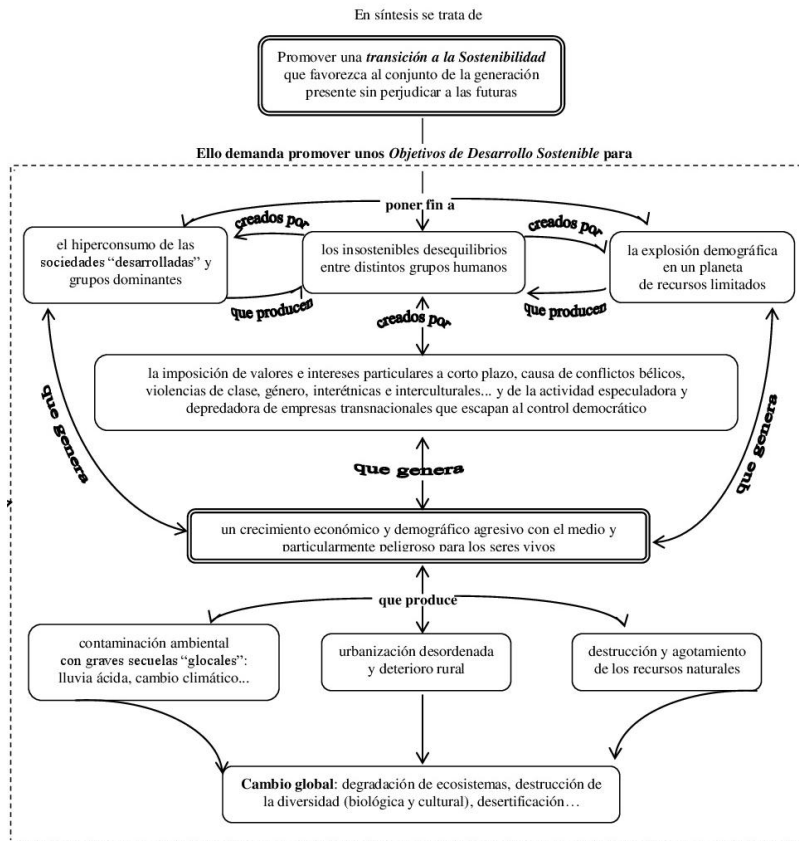 En síntesis se trata de
Promover una transición a la Sostenibilidad
que favorezca al conjunto de la generación
presente sin perjudicar a las futuras
Ello demanda promover unos Objetivos de Desarrollo Sostenible para
poner fin a
creados por
creados por
el hiperconsumo de las
sociedades “desarrolladas” y
grupos dominantes
los insostenibles desequilibrios
entre distintos grupos humanos
la explosión demográfica
en un planeta
de recursos limitados
que producen
creados por
que producen
la imposición de valores e intereses particulares a corto plazo, causa de conflictos bélicos,
violencias de clase, género, interétnicas e interculturales... y de la actividad especuladora y
depredadora de empresas transnacionales que escapan al control democrático
que genera
que genera
que genera
un crecimiento económico y demográfico agresivo con el medio y
particularmente peligroso para los seres vivos
que produce
contaminación ambiental
con graves secuelas “glocales”:
lluvia ácida, cambio climático...
urbanización desordenada
y deterioro rural
destrucción y agotamiento
de los recursos naturales
Cambio global: degradación de ecosistemas, destrucción de
la diversidad (biológica y cultural), desertificación…